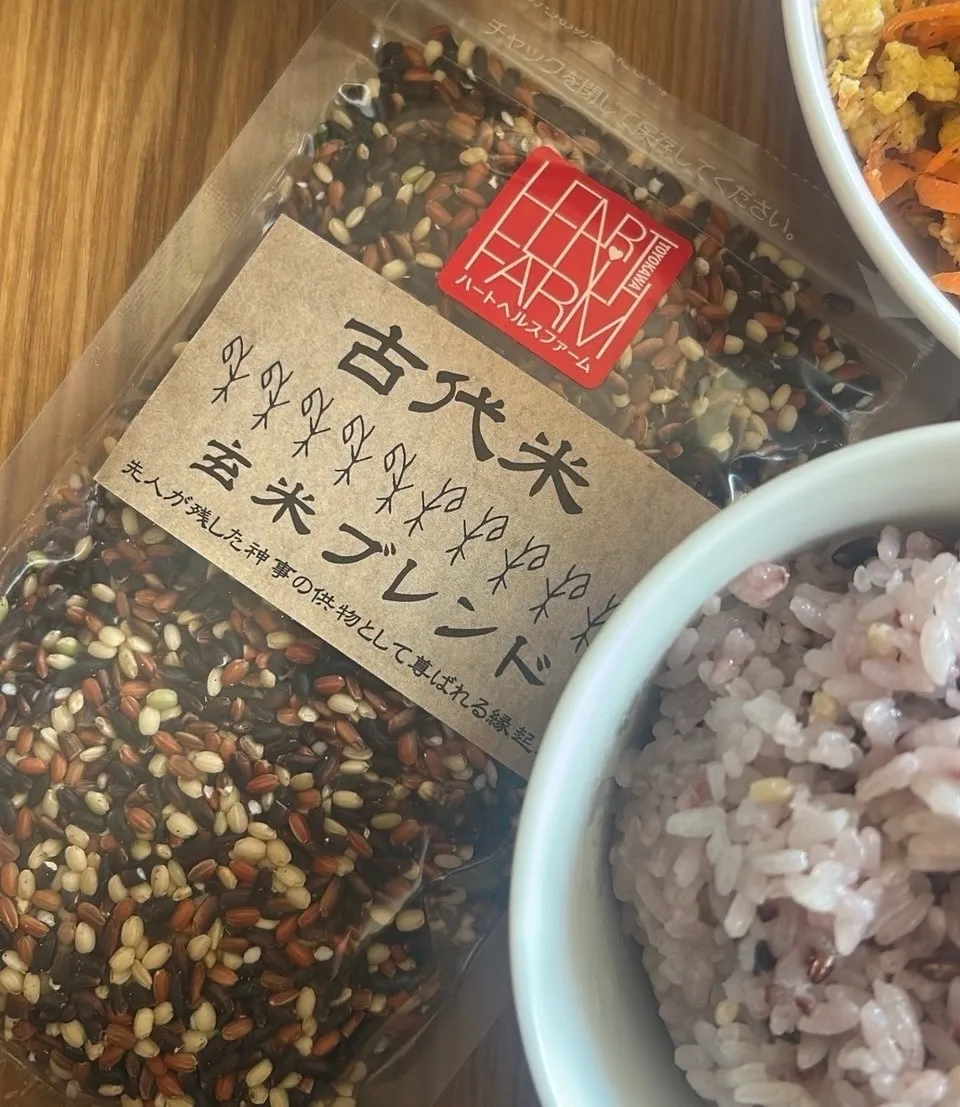 チャックを閉じて保存してください。
HEART
HEALTH
FARM
TOYOKAWA
ハートヘルスファーム
古代米
玄米ブレンド
先人が残した神事の供物として尊ばれる縁起